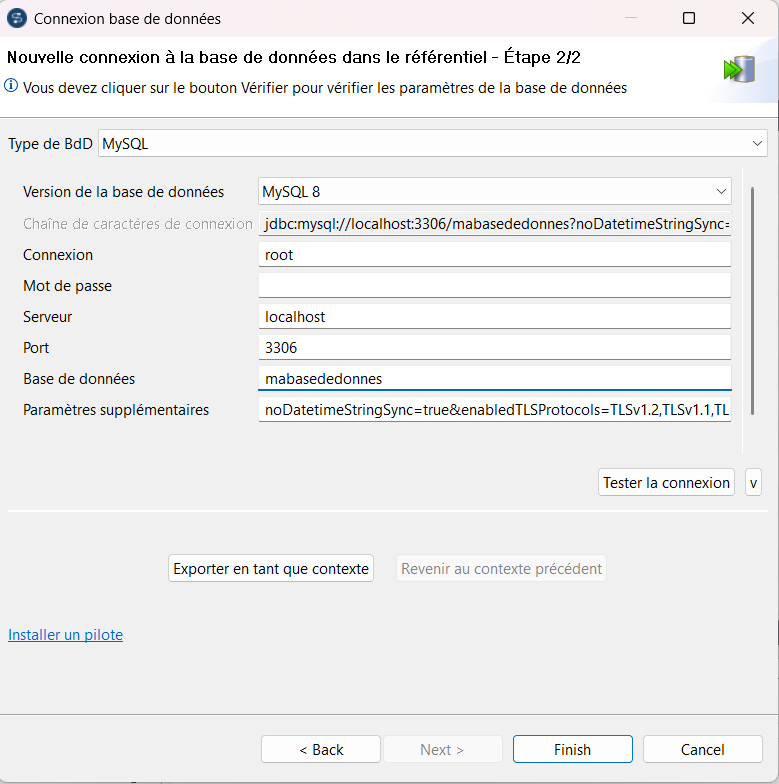 Connexion base de données
Nouvelle connexion à la base de données dans le référentiel - Étape 2/2
Vous devez cliquer sur le bouton Vérifier pour vérifier les paramètres de la base de données
Type de BdD MySQL
Version de la base de données MySQL 8
Chaîne de caractères de connexion jdbc:mysql://localhost:3306/mabasededonnes?noDatetimeStringSync=
Connexion root
Mot de passe
Serveur localhost
Port 3306
Base de données mabasededonnes
Paramètres supplémentaires noDatetimeStringSync=true&enabledTLSProtocols=TLSv1.2,TLSv1.1,TL
Tester la connexion v
Exporter en tant que contexte Revenir au contexte précédent
Installer un pilote
< Back Next > Finish Cancel